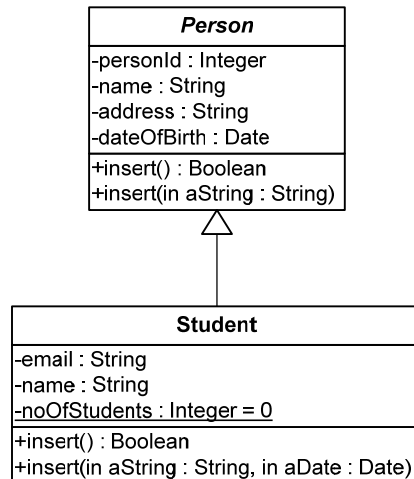 Person
-personId : Integer
-name : String
-address : String
-dateOfBirth : Date
+insert() : Boolean
+insert(in aString : String)
Student
-email : String
-name : String
-noOfStudents : Integer = 0
+insert() : Boolean
+insert(in aString : String, in aDate : Date)